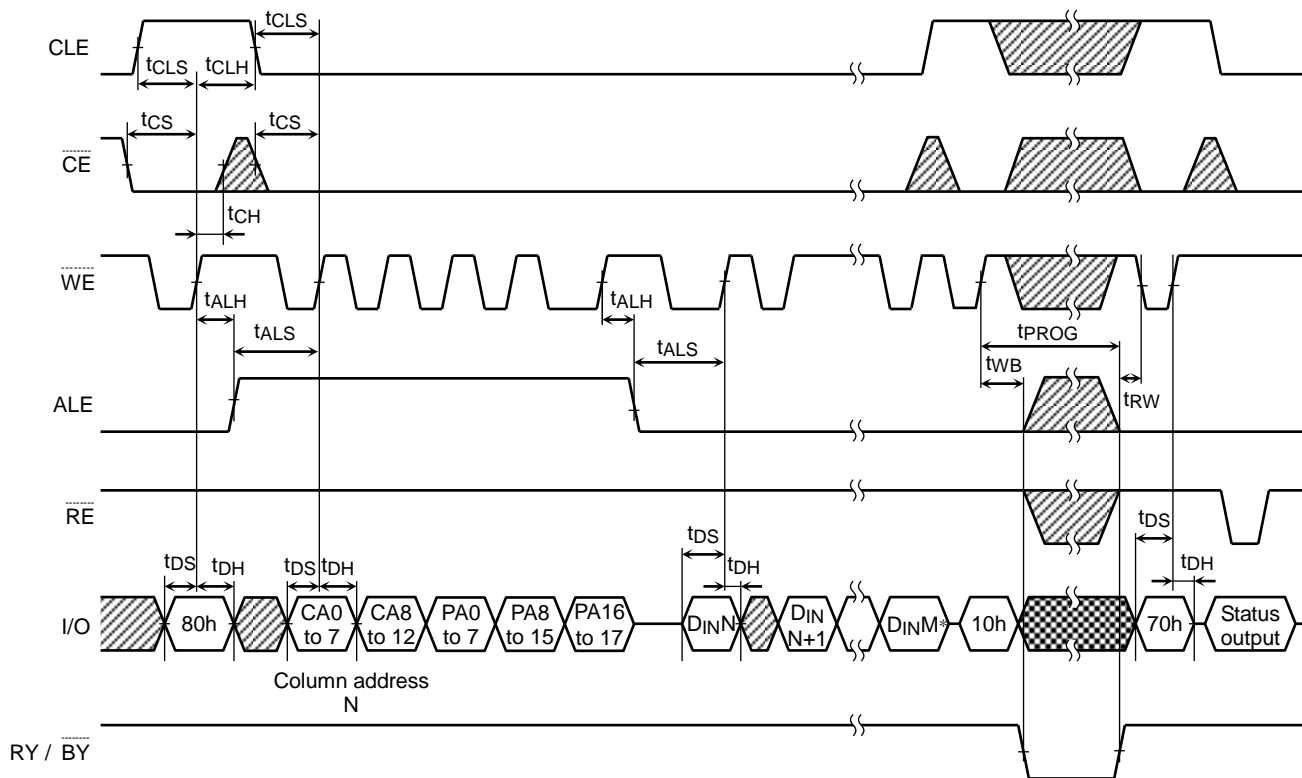 tCLS
CLE
tCLS tCLH
tCS tCS
CE
tCH
WE
tALH tALH
tALS tALS tPROG
tWB
ALE tRW
RE
tDS tDS
tDS tDH tDS tDH tDH tDH
I/O 80h CA0 to 7 CA8 to 12 PA0 to 7 PA8 to 15 PA16 to 17 DINN DIN N+1 DINM* 10h 70h Status output
Column address
N
RY / BY